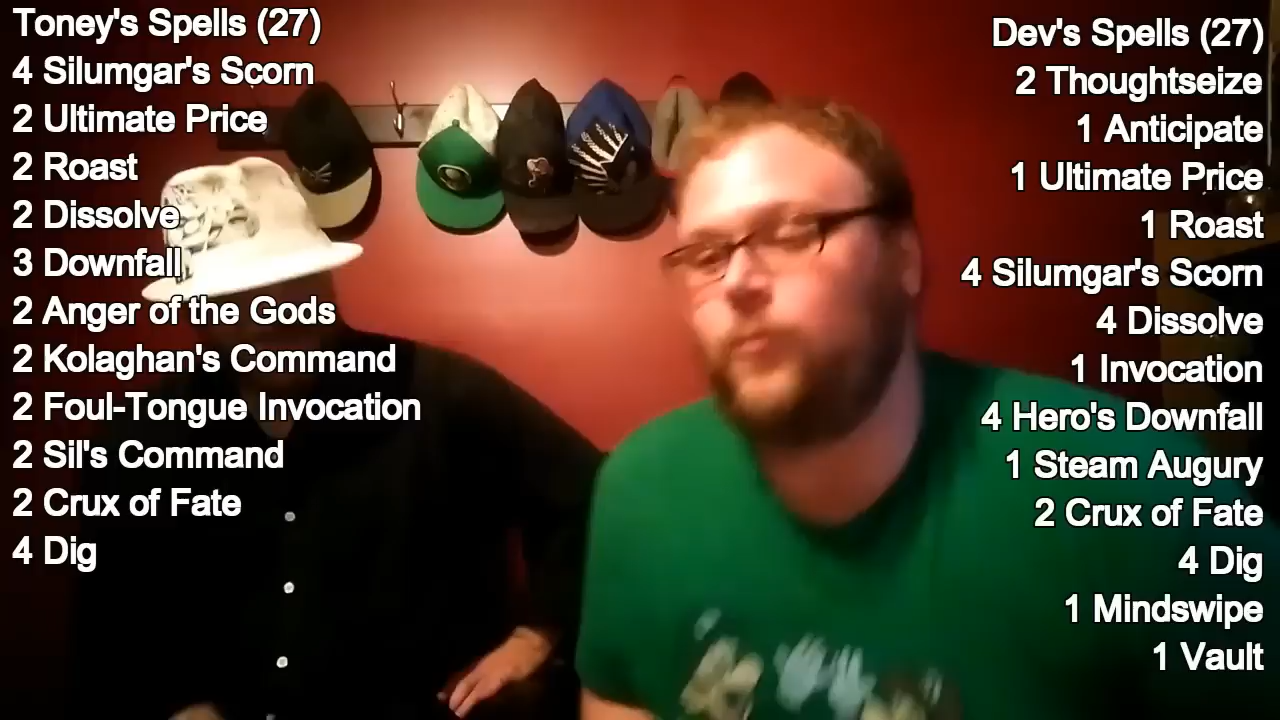 Toney's Spells (27)
4 Silumgar's Scorn
2 Ultimate Price
2 Roast
2 Dissolve
3 Downfall
2 Anger of the Gods
2 Kolaghan's Command
2 Foul-Tongue Invocation
2 Sil's Command
2 Crux of Fate
4 Dig
Dev's Spells (27)
2 Thoughtseize
1 Anticipate
1 Ultimate Price
1 Roast
4 Silumgar's Scorn
4 Dissolve
1 Invocation
4 Hero's Downfall
1 Steam Augury
2 Crux of Fate
4 Dig
1 Mindswipe
1 Vault